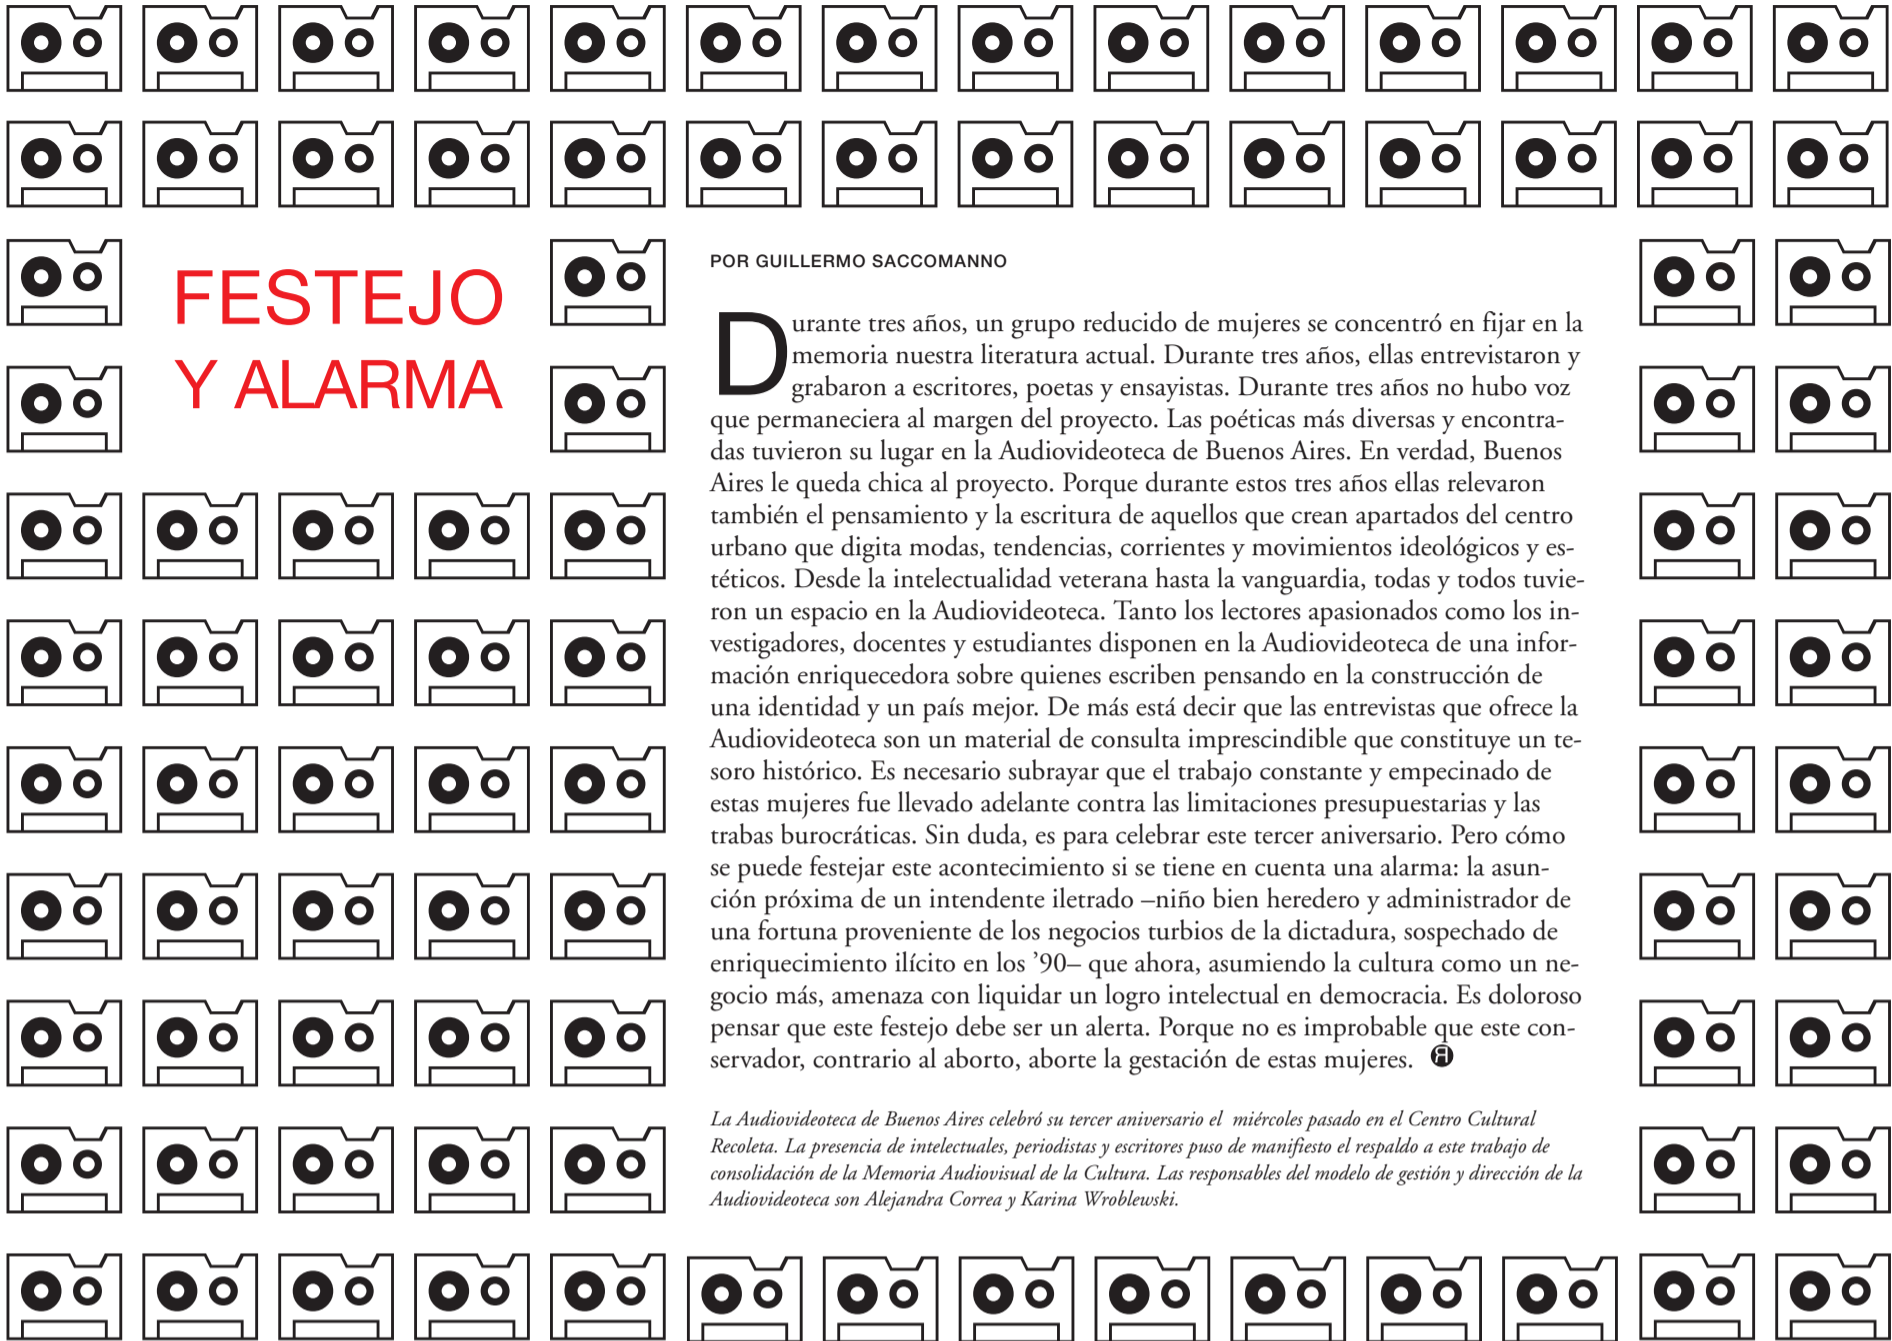 FESTEJO
Y ALARMA
POR GUILLERMO SACCOMANNO
Durante tres años, un grupo reducido de mujeres se concentró en fijar en la
memoria nuestra literatura actual. Durante tres años, ellas entrevistaron y
grabaron a escritores, poetas y ensayistas. Durante tres años no hubo voz
que permaneciera al margen del proyecto. Las poéticas más diversas y encontra-
das tuvieron su lugar en la Audiovideoteca de Buenos Aires. En verdad, Buenos
Aires le queda chica al proyecto. Porque durante estos tres años ellas relevaron
también el pensamiento y la escritura de aquellos que crean apartados del centro
urbano que digita modas, tendencias, corrientes y movimientos ideológicos y es-
téticos. Desde la intelectualidad veterana hasta la vanguardia, todas y todos tuvie-
ron un espacio en la Audiovideoteca. Tanto los lectores apasionados como los in-
vestigadores, docentes y estudiantes disponen en la Audiovideoteca de una infor-
mación enriquecedora sobre quienes escriben pensando en la construcción de
una identidad y un país mejor. De más está decir que las entrevistas que ofrece la
Audiovideoteca son un material de consulta imprescindible que constituye un te-
soro histórico. Es necesario subrayar que el trabajo constante y empecinado de
estas mujeres fue llevado adelante contra las limitaciones presupuestarias y las
trabas burocráticas. Sin duda, es para celebrar este tercer aniversario. Pero cómo
se puede festejar este acontecimiento si se tiene en cuenta una alarma: la asun-
ción próxima de un intendente iletrado –niño bien heredero y administrador de
una fortuna proveniente de los negocios turbios de la dictadura, sospechado de
enriquecimiento ilícito en los ’90– que ahora, asumiendo la cultura como un ne-
gocio más, amenaza con liquidar un logro intelectual en democracia. Es doloroso
pensar que este festejo debe ser un alerta. Porque no es improbable que este con-
servador, contrario al aborto, aborte la gestación de estas mujeres.
La Audiovideoteca de Buenos Aires celebró su tercer aniversario el miércoles pasado en el Centro Cultural
Recoleta. La presencia de intelectuales, periodistas y escritores puso de manifiesto el respaldo a este trabajo de
consolidación de la Memoria Audiovisual de la Cultura. Las responsables del modelo de gestión y dirección de la
Audiovideoteca son Alejandra Correa y Karina Wroblewski.